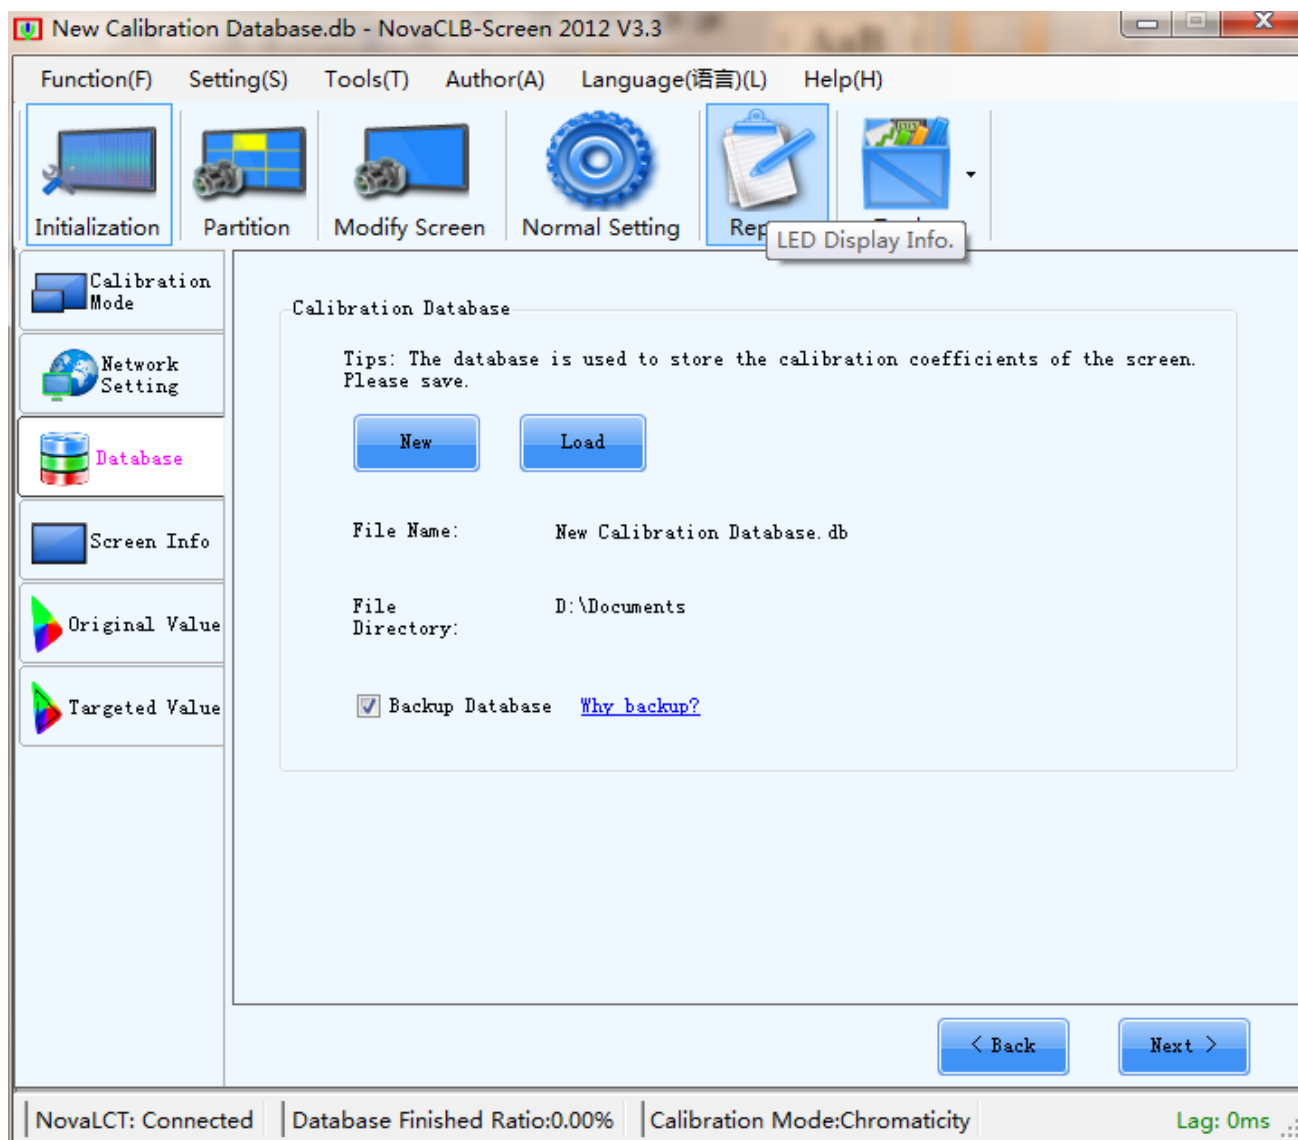 New Calibration Database.db - NovaCLB-Screen 2012 V3.3
Function(F) Setting(S) Tools(T) Author(A) Language(语言)(L) Help(H)
Initialization Partition Modify Screen Normal Setting Rep
LED Display Info.
Calibration
Mode
Network
Setting
Database
Screen Info
Original Value
Targeted Value
Calibration Database
Tips: The database is used to store the calibration coefficients of the screen.
Please save.
New Load
File Name: New Calibration Database.db
File
Directory:
D:\Documents
Backup Database Why backup?
< Back Next >
NovaLCT: Connected Database Finished Ratio:0.00% Calibration Mode:Chromaticity Lag: 0ms